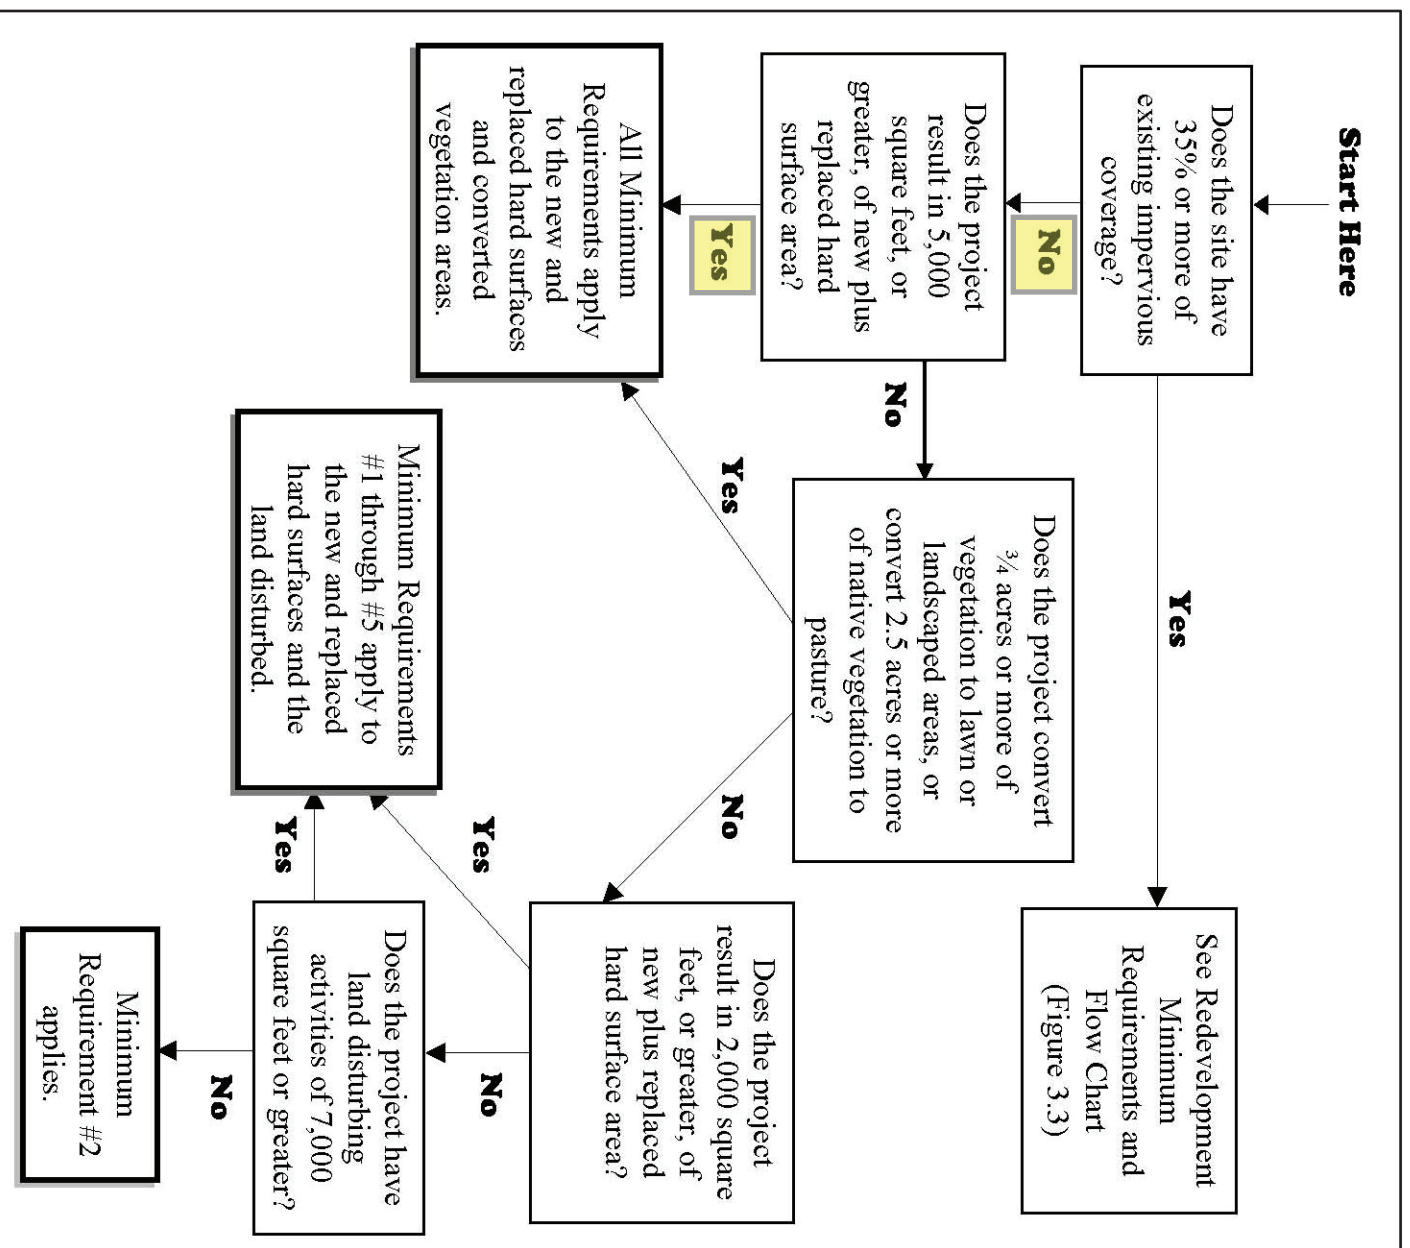 Start Here
Does the site have
35% or more of
existing impervious
coverage?
Yes
No
See Redevelopment
Minimum
Requirements and
Flow Chart
(Figure 3.3)
Does the project
result in 5,000
square feet, or
greater, of new plus
replaced hard
surface area?
No
Yes
Does the project convert
¾ acres or more of
vegetation to lawn or
landscaped areas, or
convert 2.5 acres or more
of native vegetation to
pasture?
Yes
No
All Minimum
Requirements apply
to the new and
replaced hard surfaces
and converted
vegetation areas.
Does the project
result in 2,000 square
feet, or greater, of
new plus replaced
hard surface area?
Yes
No
Minimum Requirements
#1 through #5 apply to
the new and replaced
hard surfaces and the
land disturbed.
Does the project have
land disturbing
activities of 7,000
square feet or greater?
Yes
No
Minimum
Requirement #2
applies.